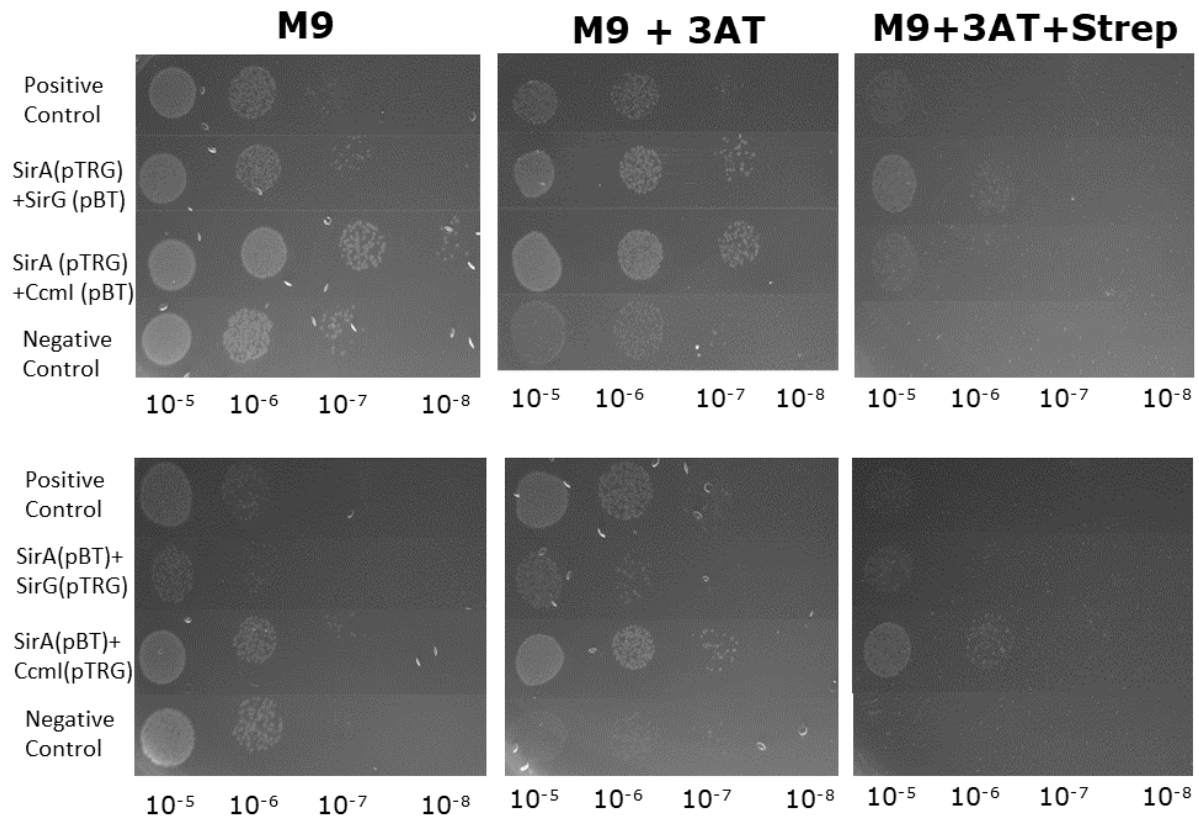 M9
M9 + 3AT
M9+3AT+Strep
Positive
Control
SirA(pTRG)
+SirG (pBT)
SirA (pTRG)
+CcmI (pBT)
Negative
Control
10-5 10-6 10-7 10-8
10-5 10-6 10-7 10-8
10-5 10-6 10-7 10-8
Positive
Control
SirA(pBT)+
SirG(pTRG)
SirA(pBT)+
CcmI(pTRG)
Negative
Control
10-5 10-6 10-7 10-8
10-5 10-6 10-7 10-8
10-5 10-6 10-7 10-8